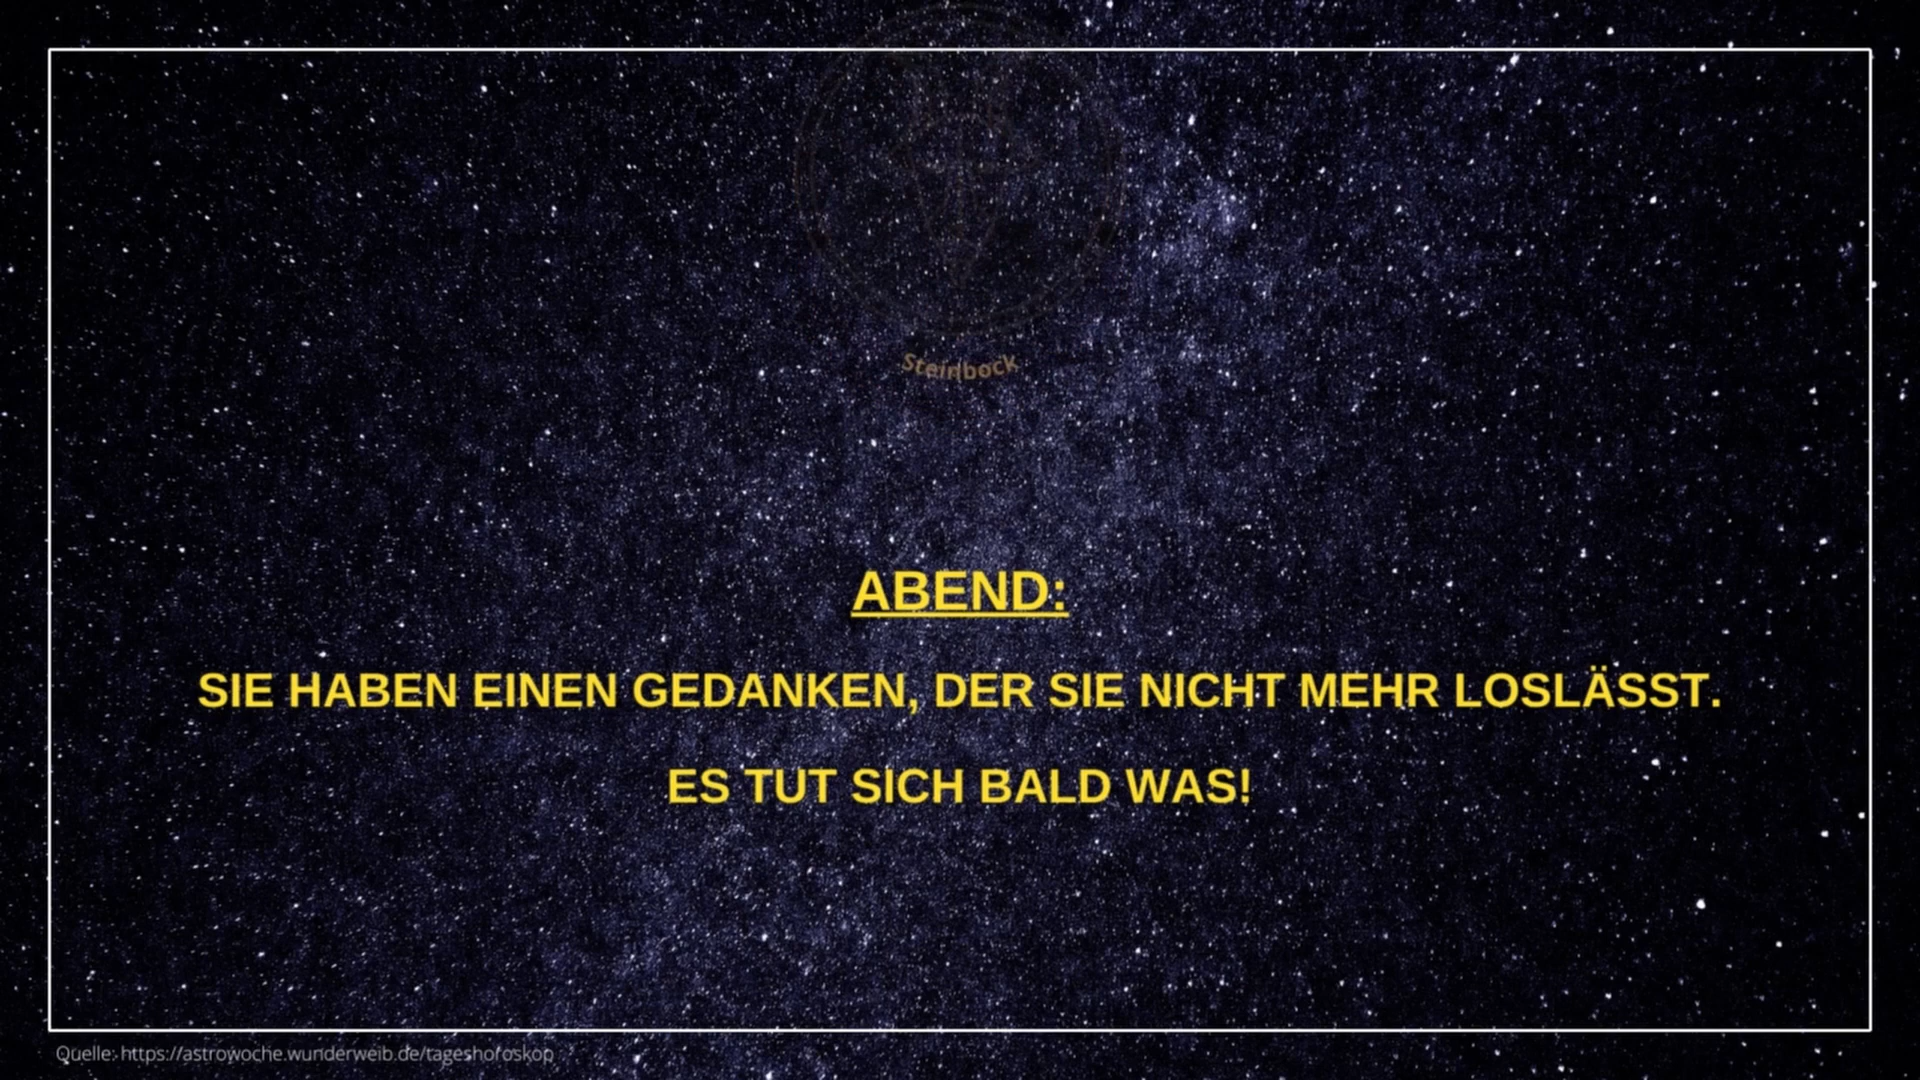 Steinbock
ABEND:
SIE HABEN EINEN GEDANKEN, DER SIE NICHT MEHR LOSLÄSST.
ES TUT SICH BALD WAS!
Quelle: https://astrowoche.wunderweib.de/tageshoroskop